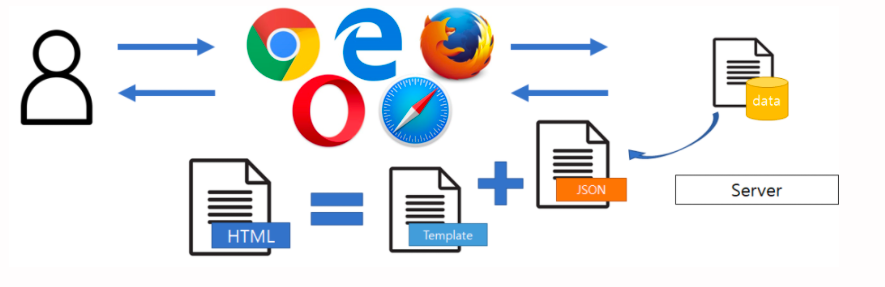 data
JSON
Server
HTML
Template